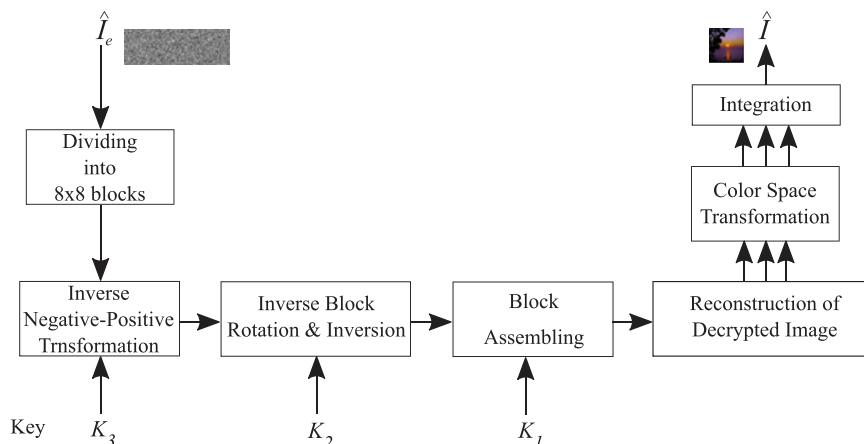 Î_e
Dividing
into
8x8 blocks
Inverse
Negative-Positive
Trnsformation
Inverse Block
Rotation & Inversion
Block
Assembling
Reconstruction of
Decrypted Image
Color Space
Transformation
Integration
Î
Key
K_3
K_2
K_1